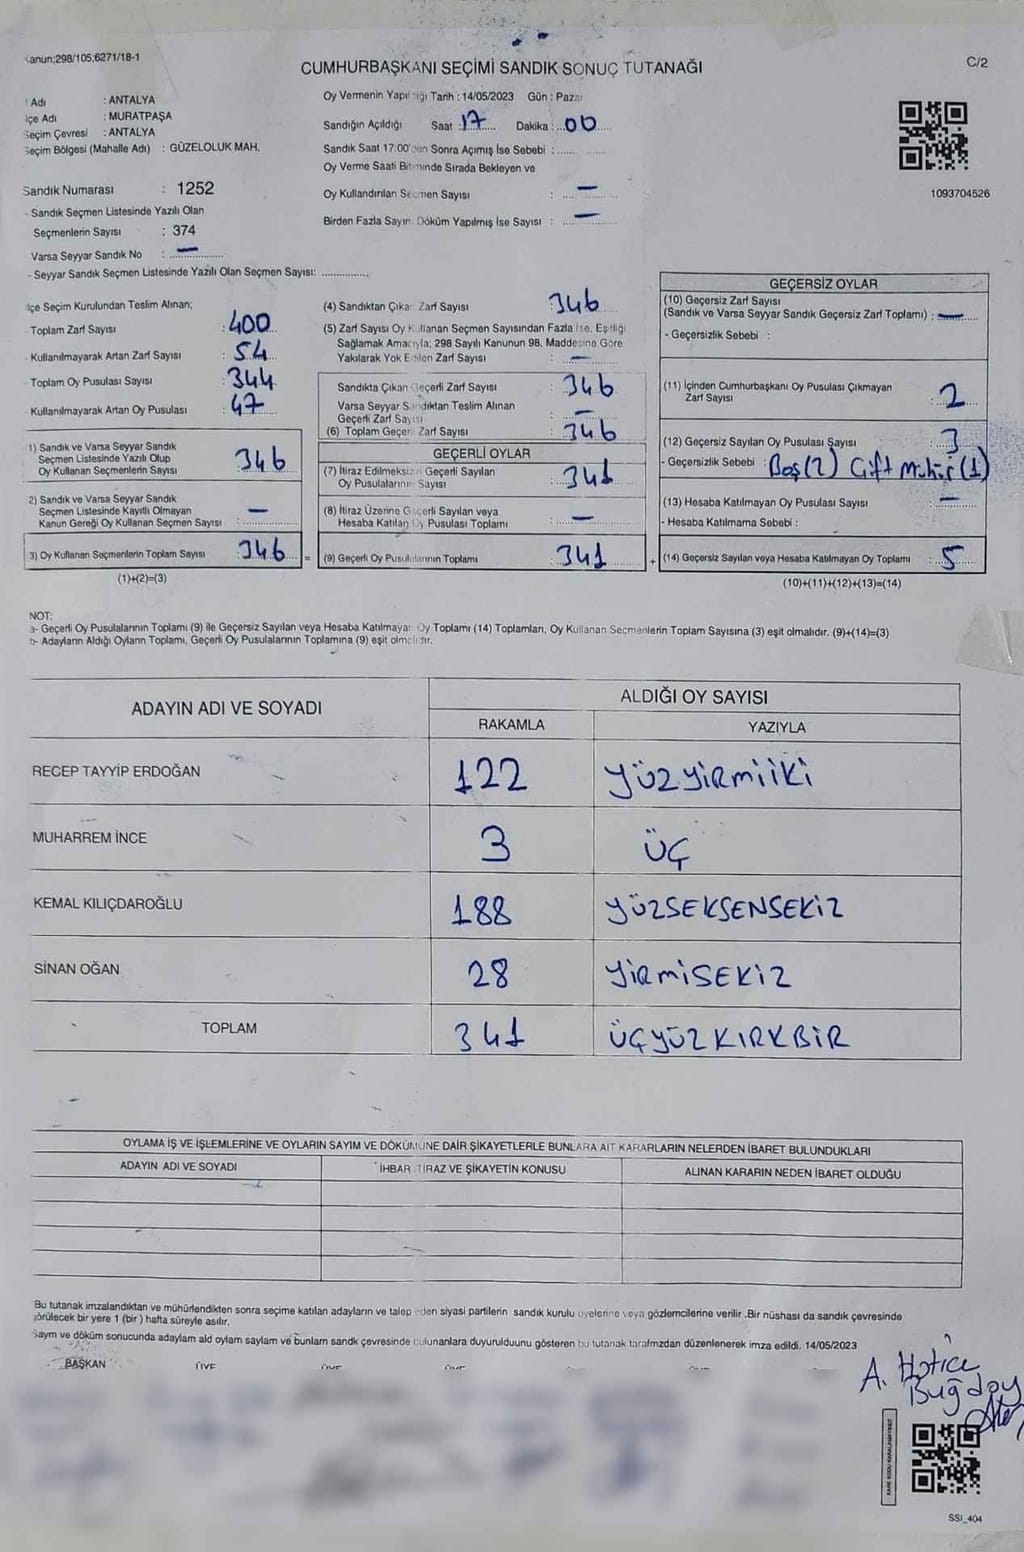 Kanun;298/105;6271/18-1
CUMHURBAŞKANI SEÇİMİ SANDIK SONUÇ TUTANAĞI
C/2
İl Adı : ANTALYA
İlçe Adı : MURATPAŞA
Seçim Çevresi : ANTALYA
Seçim Bölgesi (Mahalle Adı) : GÜZELOLUK MAH.
Sandık Numarası : 1252
- Sandık Seçmen Listesinde Yazılı Olan
Seçmenlerin Sayısı : 374
Varsa Seyyar Sandık No : —
- Seyyar Sandık Seçmen Listesinde Yazılı Olan Seçmen Sayısı: ................
Oy Vermenin Yapıldığı Tarih : 14/05/2023 Gün : Pazar
Sandığın Açıldığı Saat : 17 Dakika : 00
Sandık Saat 17:00'den Sonra Açımış İse Sebebi : ..............
Oy Verme Saati Bitiminde Sırada Bekleyen ve
Oy Kullandırılan Seçmen Sayısı : —
Birden Fazla Sayım Döküm Yapılmış İse Sayısı : —
1093704526
İlçe Seçim Kurulundan Teslim Alınan;
Toplam Zarf Sayısı : 400
Kullanılmayarak Artan Zarf Sayısı : 54
Toplam Oy Pusulası Sayısı : 344
Kullanılmayarak Artan Oy Pusulası : 47
1) Sandık ve Varsa Seyyar Sandık
Seçmen Listesinde Yazılı Olup
Oy Kullanan Seçmenlerin Sayısı 346
2) Sandık ve Varsa Seyyar Sandık
Seçmen Listesinde Kayıtlı Olmayan
Kanun Gereği Oy Kullanan Seçmen Sayısı : —
3) Oy Kullanan Seçmenlerin Toplam Sayısı 346 =
(1)+(2)=(3)
(4) Sandıktan Çıkan Zarf Sayısı 346
(5) Zarf Sayısı Oy Kullanan Seçmen Sayısından Fazla İse, Eşitliği
Sağlamak Amacıyla; 298 Sayılı Kanunun 98. Maddesine Göre
Yakılarak Yok Edilen Zarf Sayısı : —
Sandıkta Çıkan Geçerli Zarf Sayısı : 346
Varsa Seyyar Sandıktan Teslim Alınan
Geçerli Zarf Sayısı : —
(6) Toplam Geçerli Zarf Sayısı : 346
GEÇERLİ OYLAR
(7) İtiraz Edilmeksizin Geçerli Sayılan
Oy Pusulalarının Sayısı : 341
(8) İtiraz Üzerine Geçerli Sayılan veya
Hesaba Katılan Oy Pusulası Toplamı : —
(9) Geçerli Oy Pusulalarının Toplamı : 341 +
GEÇERSİZ OYLAR
(10) Geçersiz Zarf Sayısı
(Sandık ve Varsa Seyyar Sandık Geçersiz Zarf Toplamı) : —
- Geçersizlik Sebebi :
(11) İçinden Cumhurbaşkanı Oy Pusulası Çıkmayan
Zarf Sayısı : 2
(12) Geçersiz Sayılan Oy Pusulası Sayısı : 3
- Geçersizlik Sebebi : Boş(2) Çift Mühür(1)
(13) Hesaba Katılmayan Oy Pusulası Sayısı : —
- Hesaba Katılmama Sebebi :
(14) Geçersiz Sayılan veya Hesaba Katılmayan Oy Toplamı : 5
(10)+(11)+(12)+(13)=(14)
NOT:
a- Geçerli Oy Pusulalarının Toplamı (9) ile Geçersiz Sayılan veya Hesaba Katılmayan Oy Toplamı (14) Toplamları, Oy Kullanan Seçmenlerin Toplam Sayısına (3) eşit olmalıdır. (9)+(14)=(3)
b- Adayların Aldığı Oyların Toplamı, Geçerli Oy Pusulalarının Toplamına (9) eşit olmalıdır.
ADAYIN ADI VE SOYADI ALDIĞI OY SAYISI
RAKAMLA YAZIYLA
RECEP TAYYİP ERDOĞAN 122 yüzyirmiiki
MUHARREM İNCE 3 üç
KEMAL KILIÇDAROĞLU 188 yÜZSEKSENSEKİZ
SİNAN OĞAN 28 yirmiSEKİZ
TOPLAM 341 ÜÇYÜZKIRKBİR
OYLAMA İŞ VE İŞLEMLERİNE VE OYLARIN SAYIM VE DÖKÜMÜNE DAİR ŞİKAYETLERLE BUNLARA AİT KARARLARIN NELERDEN İBARET BULUNDUKLARI
ADAYIN ADI VE SOYADI İHBAR İTİRAZ VE ŞİKAYETİN KONUSU ALINAN KARARIN NEDEN İBARET OLDUĞU
Bu tutanak imzalandıktan ve mühürlendikten sonra seçime katılan adayların ve talep eden siyasi partilerin sandık kurulu üyelerine veya gözlemcilerine verilir .Bir nüshası da sandık çevresinde
görülecek bir yere 1 (bir ) hafta süreyle asılır.
Sayım ve döküm sonucunda adaylam ald oylam saylam ve bunlam sandk çevresinde bulunanlara duyurulduunu gösteren bu tutanak tarafmzdan düzenlenerek imza edildi. 14/05/2023
BAŞKAN ÜYE ÜYE ÜYE ÜYE
A. Hatice
Buğday
KARE KODU KARALAMAYINIZ!
SSI_404